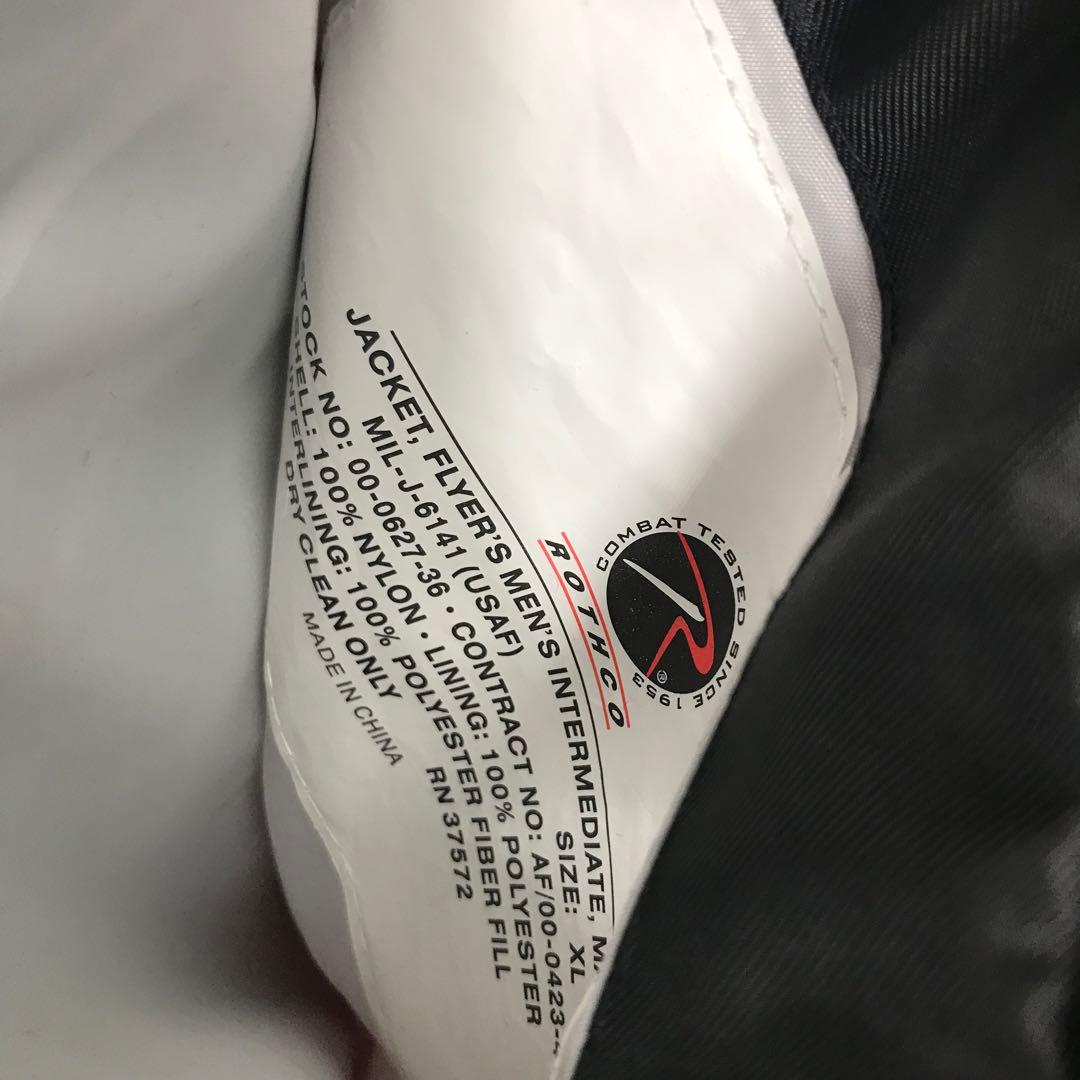 COMBAT TESTED SINCE 1953
R®
ROTHCO
JACKET, FLYER'S MEN'S INTERMEDIATE,
MIL-J-6141 (USAF) SIZE: XL
STOCK NO: 00-0627-36 · CONTRACT NO: AF/00-0423-
SHELL: 100% NYLON · LINING: 100% POLYESTER
INTERLINING: 100% POLYESTER FIBER FILL
DRY CLEAN ONLY RN 37572
MADE IN CHINA